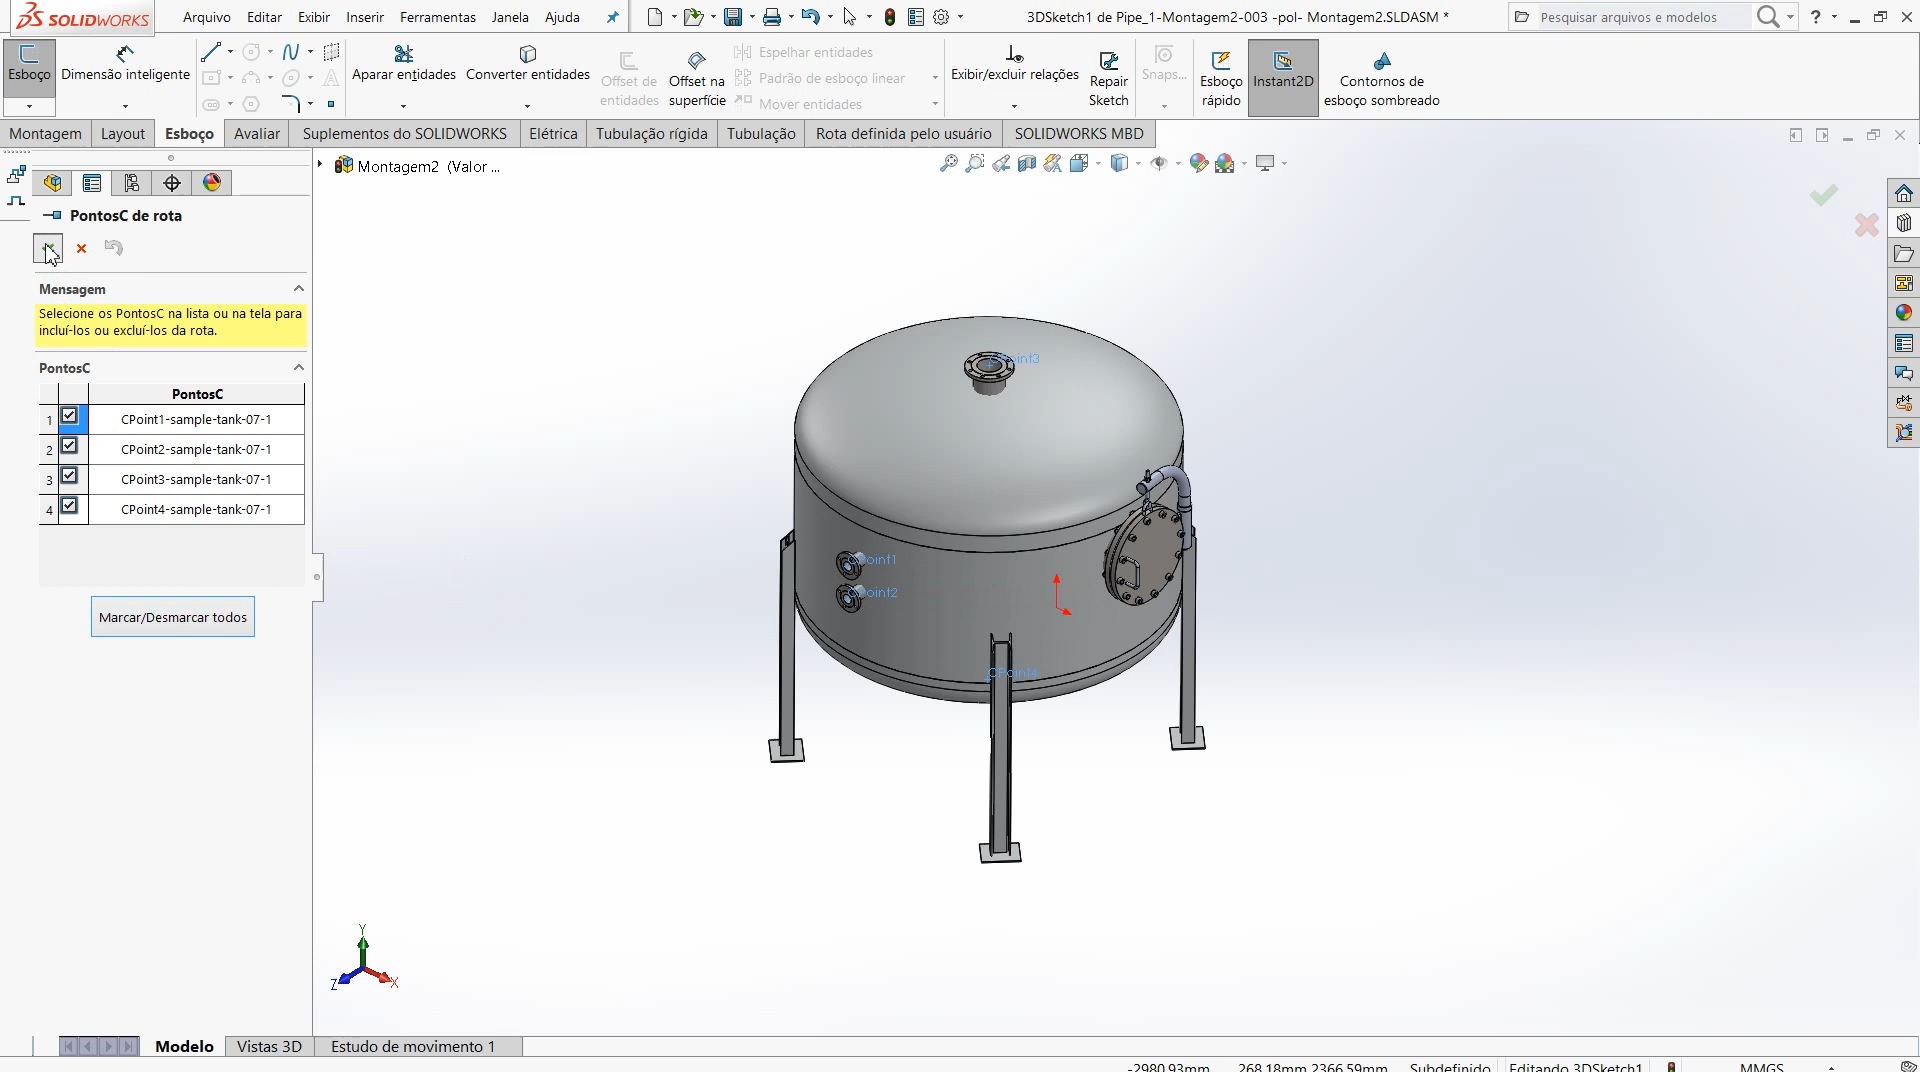 SOLIDWORKS
Arquivo Editar Exibir Inserir Ferramentas Janela Ajuda
3DSketch1 de Pipe_1-Montagem2-003 -pol- Montagem2.SLDASM *
Pesquisar arquivos e modelos
?
Esboço
Dimensão inteligente
Aparar entidades
Converter entidades
Offset de
entidades
Offset na
superfície
Espelhar entidades
Padrão de esboço linear
Mover entidades
Exibir/excluir relações
Repair
Sketch
Snaps...
Esboço
rápido
Instant2D
Contornos de
esboço sombreado
Montagem Layout Esboço Avaliar Suplementos do SOLIDWORKS Elétrica Tubulação rígida Tubulação Rota definida pelo usuário SOLIDWORKS MBD
Montagem2 (Valor ...
PontosC de rota
Mensagem
Selecione os PontosC na lista ou na tela para
incluí-los ou excluí-los da rota.
PontosC
PontosC
1 CPoint1-sample-tank-07-1
2 CPoint2-sample-tank-07-1
3 CPoint3-sample-tank-07-1
4 CPoint4-sample-tank-07-1
Marcar/Desmarcar todos
CPoint4
Y
Z
X
Modelo Vistas 3D Estudo de movimento 1
-2980.93mm 268.18mm 2366.59mm Subdefinido Editando 3DSketch1 MMGS